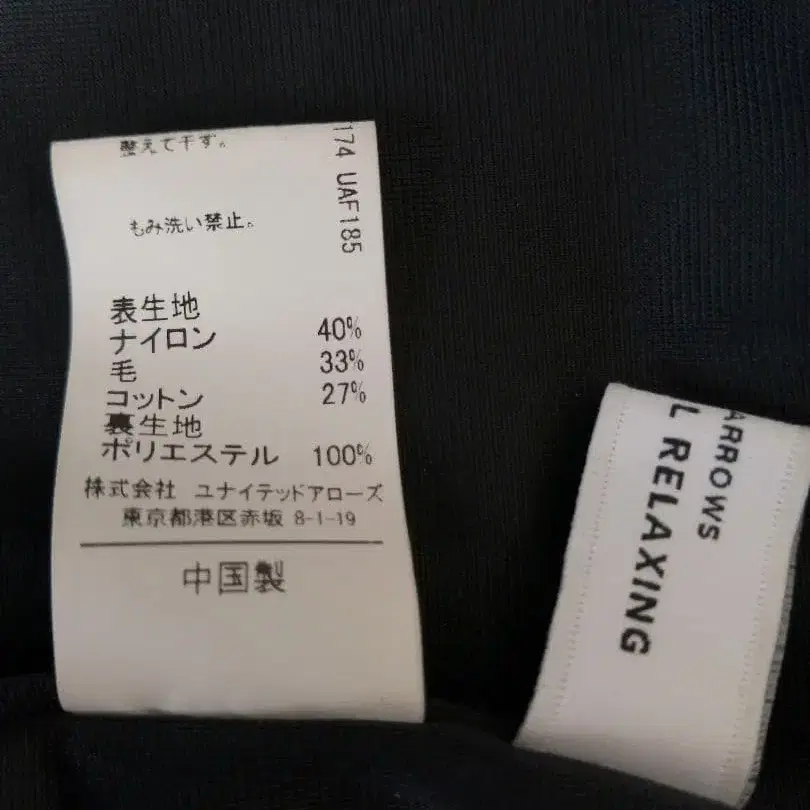 整えて干す。
もみ洗い禁止。
174 UAF185
表生地
ナイロン 40%
毛 33%
コットン 27%
裏生地
ポリエステル 100%
株式会社 ユナイテッドアローズ
東京都港区赤坂 8-1-19
中国製
ARROWS
L RELAXING